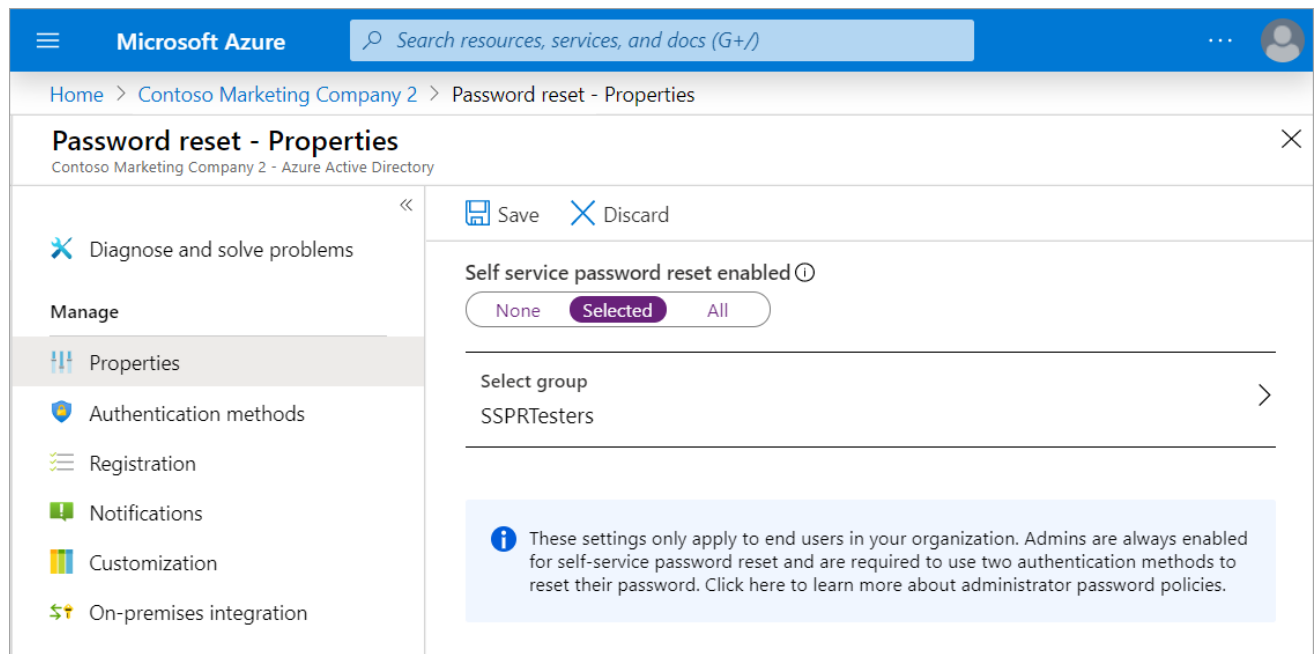 Microsoft Azure
Search resources, services, and docs (G+/)
...
Home > Contoso Marketing Company 2 > Password reset - Properties
Password reset - Properties
Contoso Marketing Company 2 - Azure Active Directory
«
Save
Discard
Diagnose and solve problems
Manage
Properties
Authentication methods
Registration
Notifications
Customization
On-premises integration
Self service password reset enabled
None Selected All
Select group
SSPRTesters
These settings only apply to end users in your organization. Admins are always enabled
for self-service password reset and are required to use two authentication methods to
reset their password. Click here to learn more about administrator password policies.